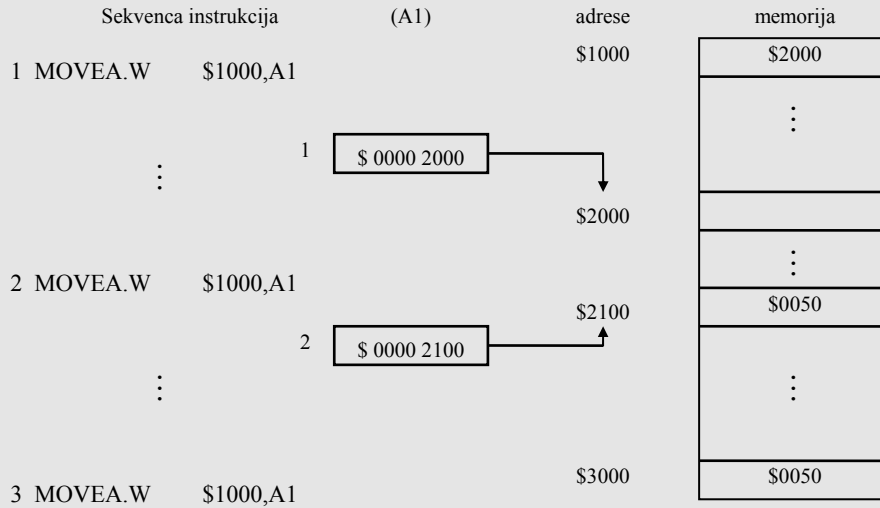 Sekvenca instrukcija (A1) adrese memorija
$1000 $2000
1 MOVEA.W $1000,A1
⋮
1 $ 0000 2000
⋮
$2000
⋮
2 MOVEA.W $1000,A1
$2100 $0050
2 $ 0000 2100
⋮ ⋮
$3000 $0050
3 MOVEA.W $1000,A1